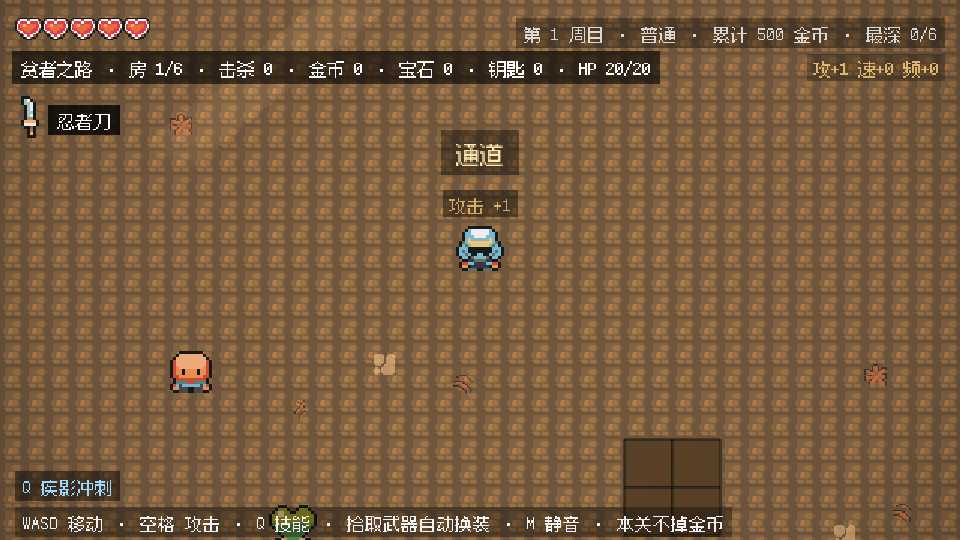 第 1 周目 · 普通 · 累计 500 金币 · 最深 0/6
贫者之路 · 房 1/6 · 击杀 0 · 金币 0 · 宝石 0 · 钥匙 0 · HP 20/20
攻+1 速+0 频+0
忍者刀
通道
攻击 +1
Q 疾影冲刺
WASD 移动 · 空格 攻击 · Q 技能 · 拾取武器自动换装 · M 静音 · 本关不掉金币